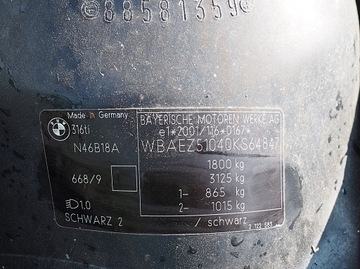 88581359
Made in Germany
BAYERISCHE MOTOREN WERKE AG
BMW
316ti
e1*2001/116*0167*
N46B18A
1800 kg
668/9
3125 kg
1- 865 kg
1.0
2- 1015 kg
SCHWARZ 2
/ schwarz